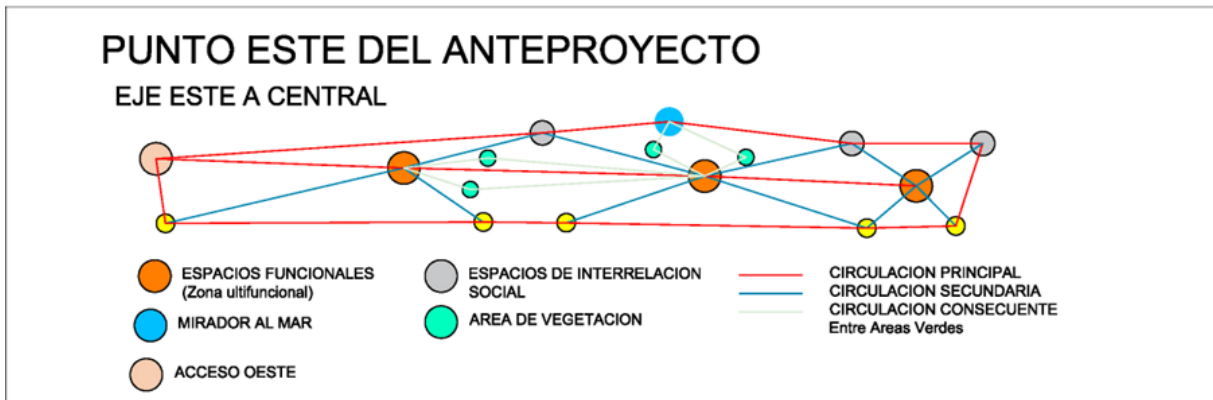 PUNTO ESTE DEL ANTEPROYECTO
EJE ESTE A CENTRAL
ESPACIOS FUNCIONALES
(Zona ultifuncional)
MIRADOR AL MAR
ACCESO OESTE
ESPACIOS DE INTERRELACION
SOCIAL
AREA DE VEGETACION
CIRCULACION PRINCIPAL
CIRCULACION SECUNDARIA
CIRCULACION CONSECUENTE
Entre Areas Verdes